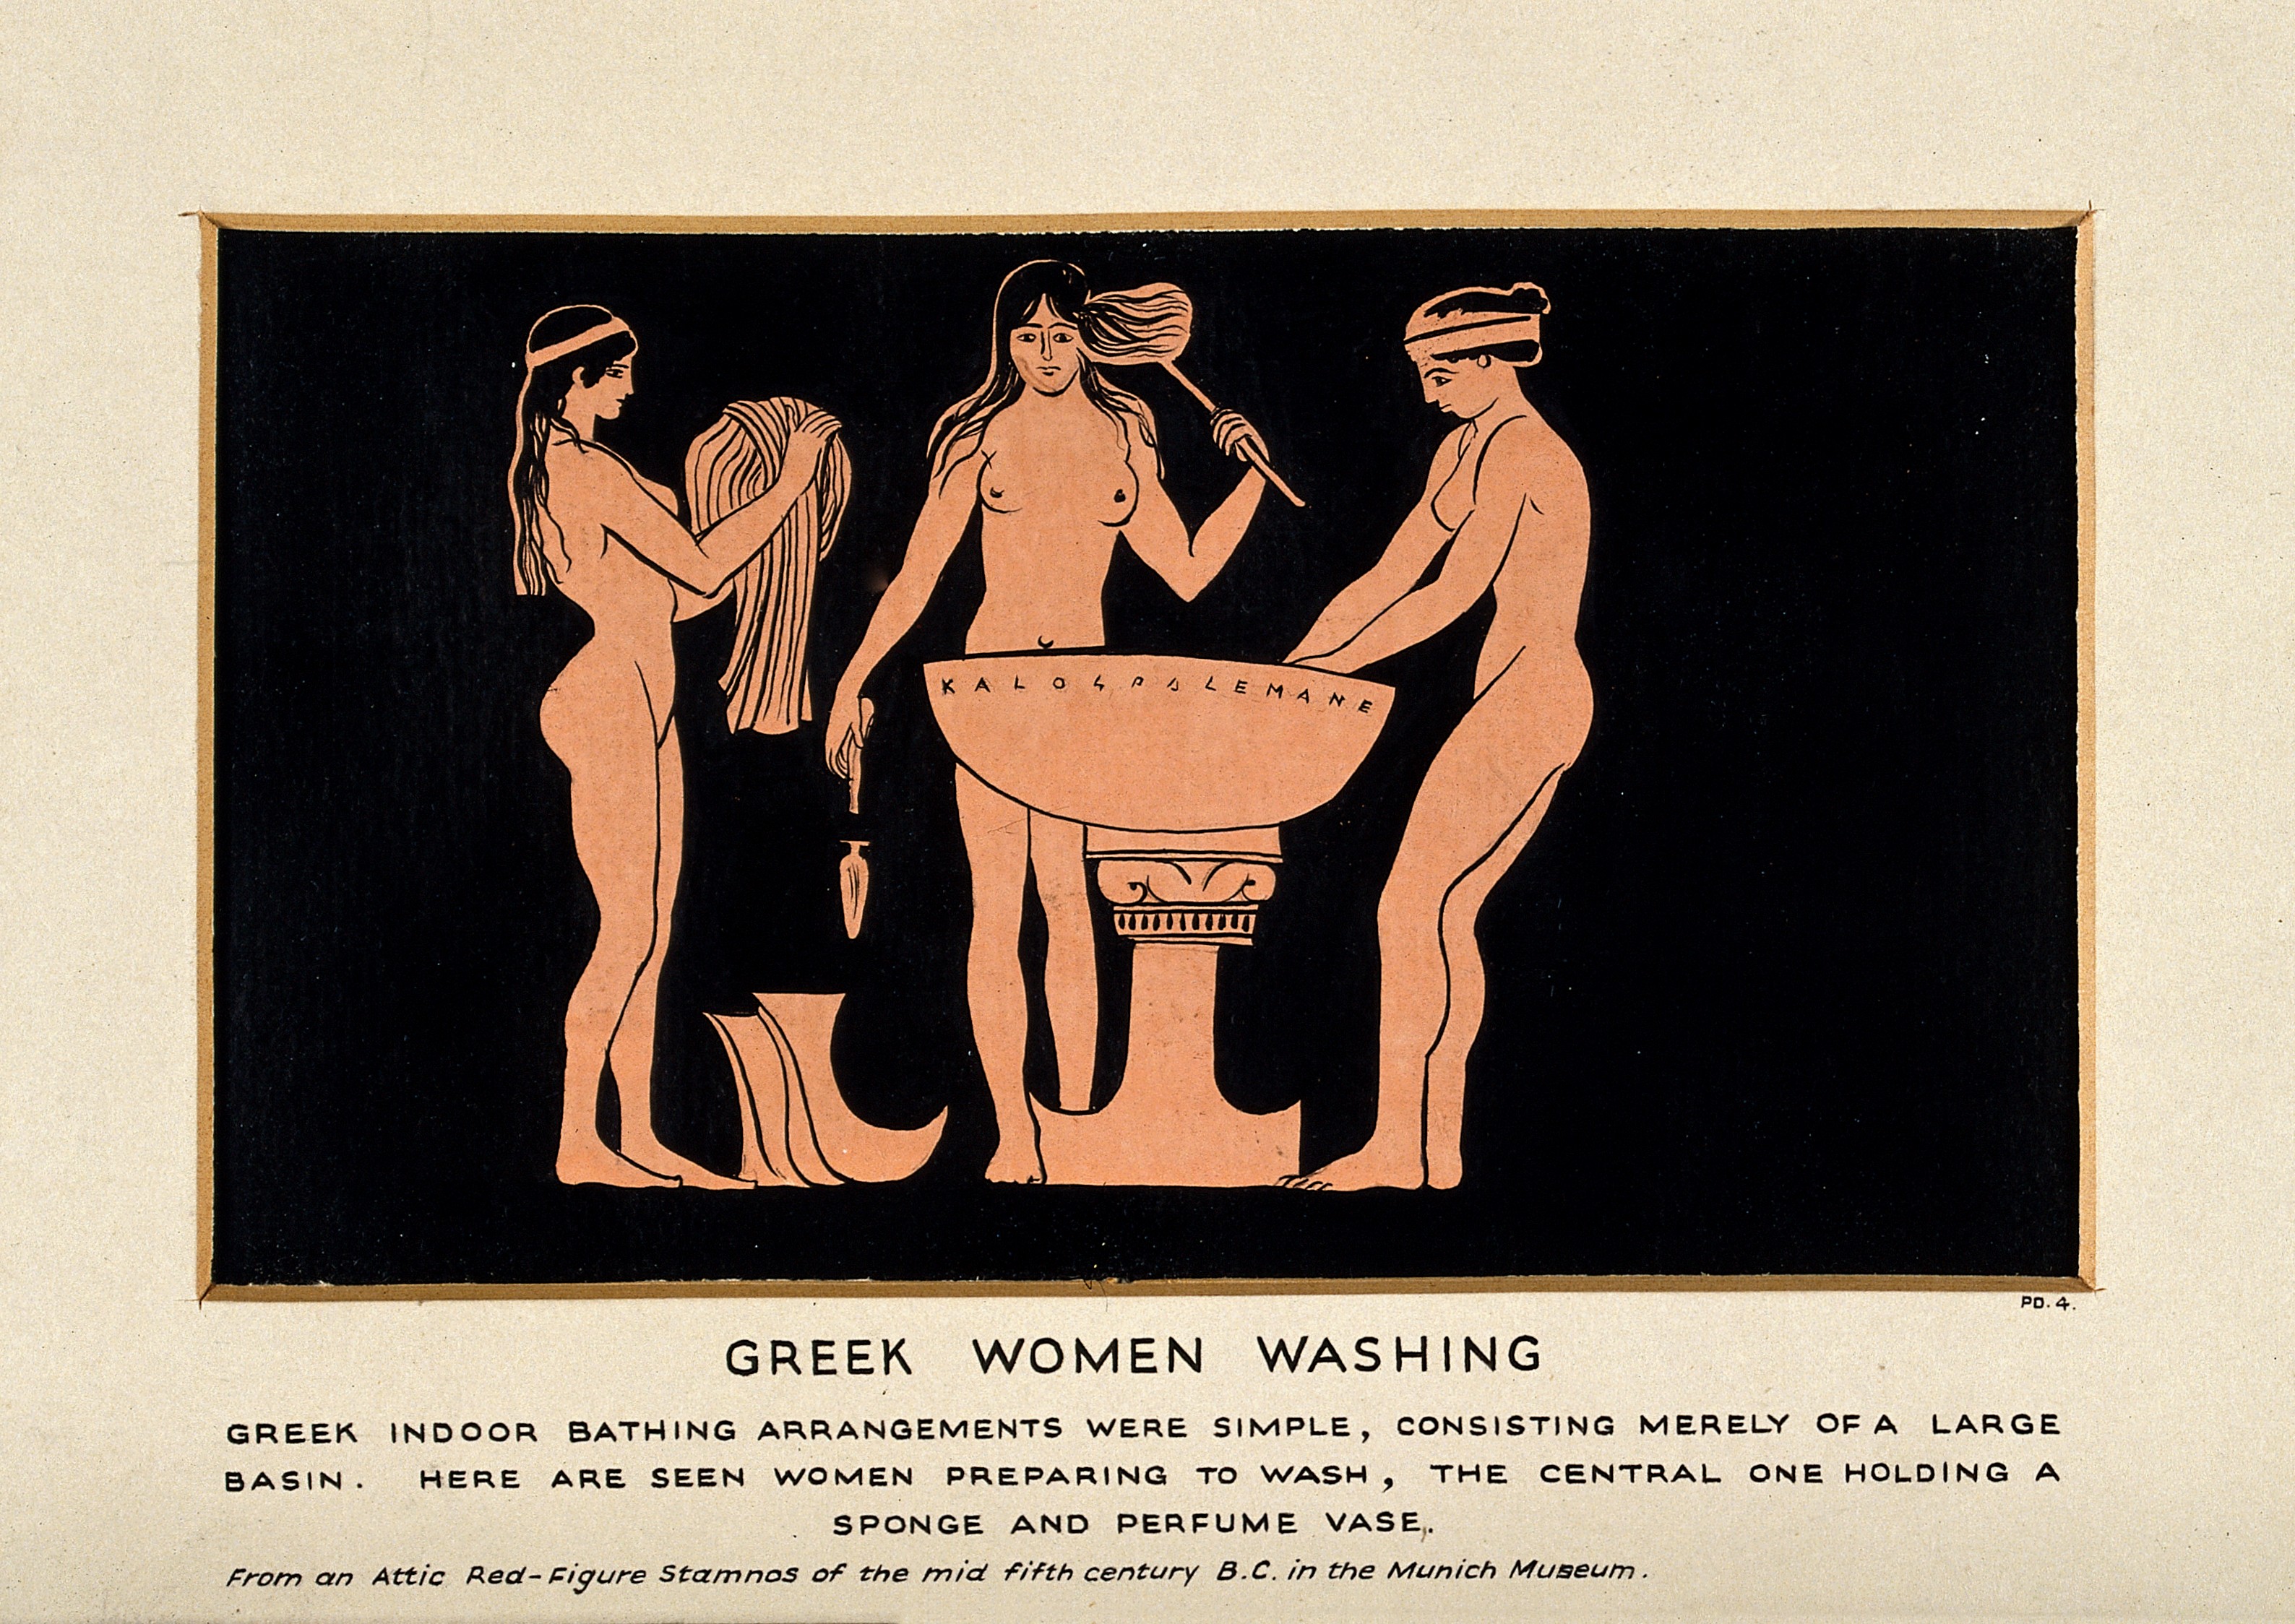 KALOS
LEMANE
PD. 4.
GREEK WOMEN WASHING
GREEK INDOOR BATHING ARRANGEMENTS WERE SIMPLE, CONSISTING MERELY OF A LARGE
BASIN. HERE ARE SEEN WOMEN PREPARING TO WASH, THE CENTRAL ONE HOLDING A
SPONGE AND PERFUME VASE.
From an Attic Red-Figure Stamnos of the mid fifth century B.C. in the Munich Museum.